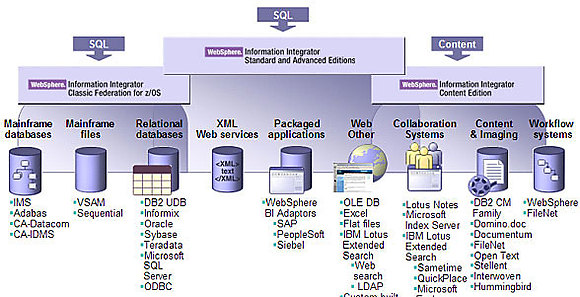 SQL
SQL
Content
WebSphere. Information Integrator
Standard and Advanced Editions
WebSphere. Information Integrator
Classic Federation for z/OS
WebSphere. Information Integrator
Content Edition
Mainframe
databases
Mainframe
files
Relational
databases
XML
Web services
Packaged
applications
Web
Other
Collaboration
Systems
Content
& Imaging
Workflow
systems
<XML>
text
</XML>
IMS
Adabas
CA-Datacom
CA-IDMS
VSAM
Sequential
DB2 UDB
Informix
Oracle
Sybase
Teradata
Microsoft
SQL
Server
ODBC
WebSphere
BI Adaptors
SAP
PeopleSoft
Siebel
OLE DB
Excel
Flat files
IBM Lotus
Extended
Search
Web
search
LDAP
Custom built
Lotus Notes
Microsoft
Index Server
IBM Lotus
Extended
Search
Sametime
QuickPlace
Microsoft
DB2 CM
Family
Domino.doc
Documentum
FileNet
Open Text
Stellent
Interwoven
Hummingbird
WebSphere
FileNet